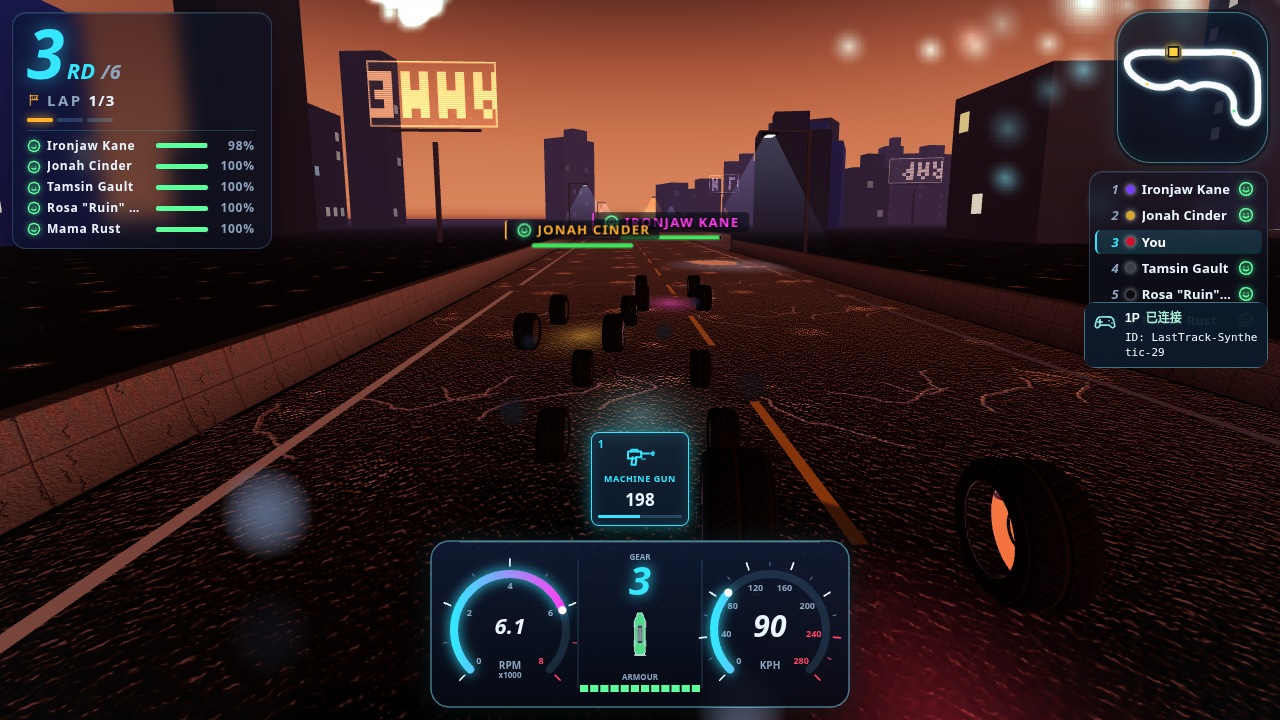 3 RD /6
LAP 1/3
Ironjaw Kane 98%
Jonah Cinder 100%
Tamsin Gault 100%
Rosa "Ruin" ... 100%
Mama Rust 100%
IRONJAW KANE
JONAH CINDER
1 Ironjaw Kane
2 Jonah Cinder
3 You
4 Tamsin Gault
5 Rosa "Ruin"...
Rust
1P 已连接
ID: LastTrack-Synthe
tic-29
1
MACHINE GUN
198
GEAR
3
ARMOUR
0 2 4 6 8
6.1
RPM
x1000
0 40 80 120 160 200 240 280
90
KPH